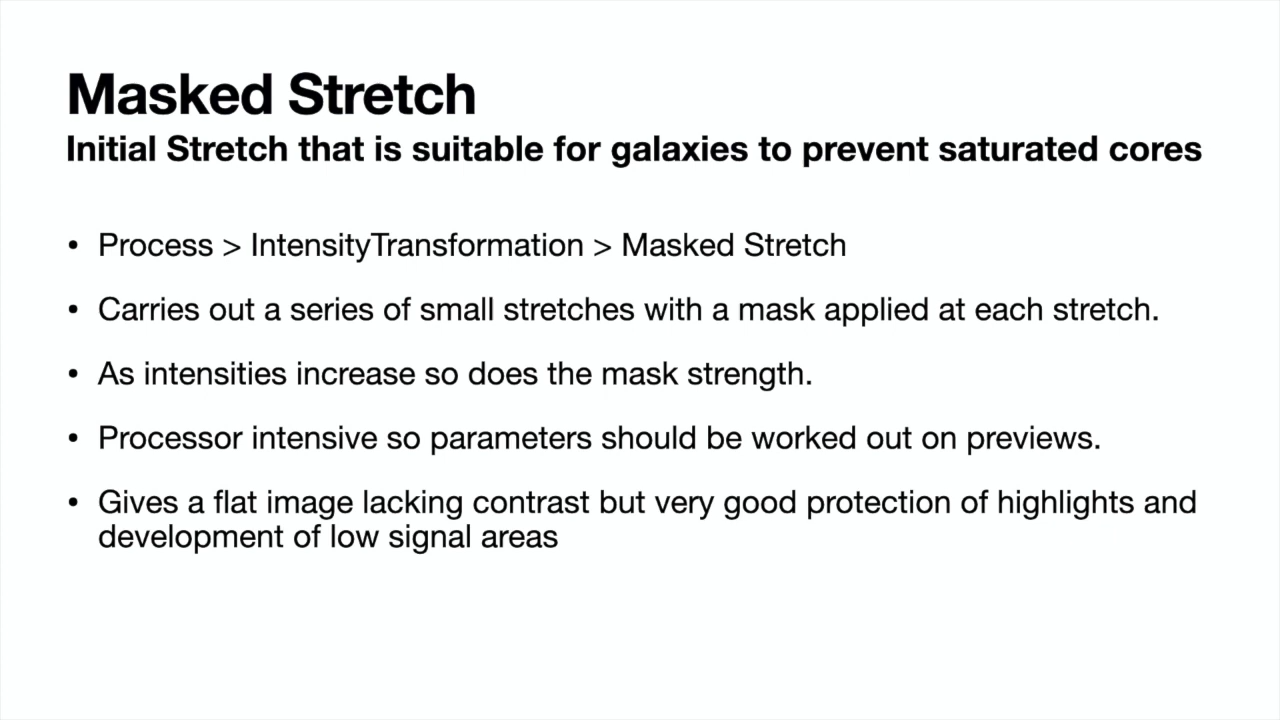 Masked Stretch
Initial Stretch that is suitable for galaxies to prevent saturated cores
• Process > IntensityTransformation > Masked Stretch
• Carries out a series of small stretches with a mask applied at each stretch.
• As intensities increase so does the mask strength.
• Processor intensive so parameters should be worked out on previews.
• Gives a flat image lacking contrast but very good protection of highlights and
development of low signal areas